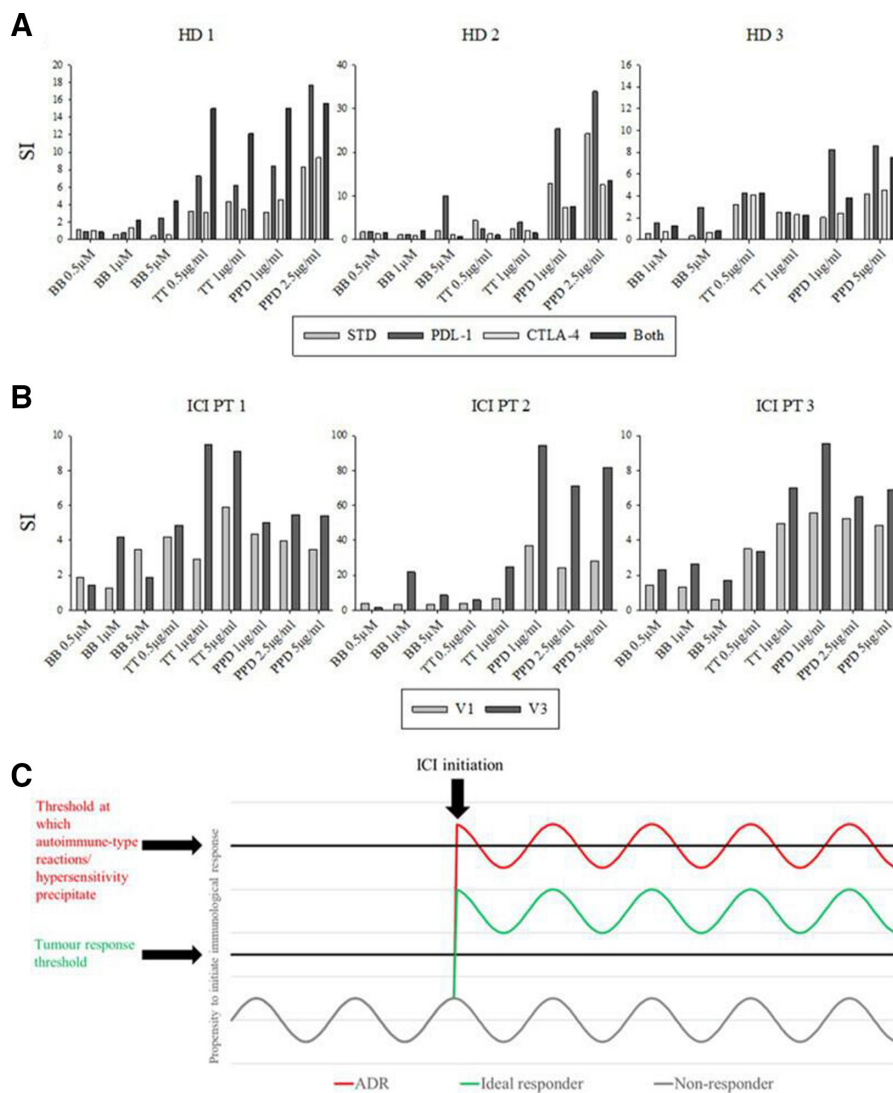 A
HD 1
HD 2
HD 3
SI
20
18
16
14
12
10
8
6
4
2
0
40
30
20
10
0
16
14
12
10
8
6
4
2
0
BB 0.5µM
BB 1µM
BB 5µM
TT 0.5µg/ml
TT 1µg/ml
PPD 1µg/ml
PPD 2.5µg/ml
BB 0.5µM
BB 1µM
BB 5µM
TT 0.5µg/ml
TT 1µg/ml
PPD 1µg/ml
PPD 2.5µg/ml
BB 1µM
BB 5µM
TT 0.5µg/ml
TT 1µg/ml
PPD 1µg/ml
PPD 5µg/ml
STD PDL-1 CTLA-4 Both
B
ICI PT 1
ICI PT 2
ICI PT 3
SI
10
8
6
4
2
0
100
80
60
40
20
0
10
8
6
4
2
0
BB 0.5µM
BB 1µM
BB 5µM
TT 0.5µg/ml
TT 1µg/ml
TT 5µg/ml
PPD 1µg/ml
PPD 2.5µg/ml
PPD 5µg/ml
BB 0.5µM
BB 1µM
BB 5µM
TT 0.5µg/ml
TT 1µg/ml
PPD 1µg/ml
PPD 2.5µg/ml
PPD 5µg/ml
BB 0.5µM
BB 1µM
BB 5µM
TT 0.5µg/ml
TT 1µg/ml
PPD 1µg/ml
PPD 2.5µg/ml
PPD 5µg/ml
V1 V3
C
ICI initiation
Threshold at
which
autoimmune-type
reactions/
hypersensitivity
precipitate
Tumour response
threshold
Propensity to initiate immunological response
ADR Ideal responder Non-responder